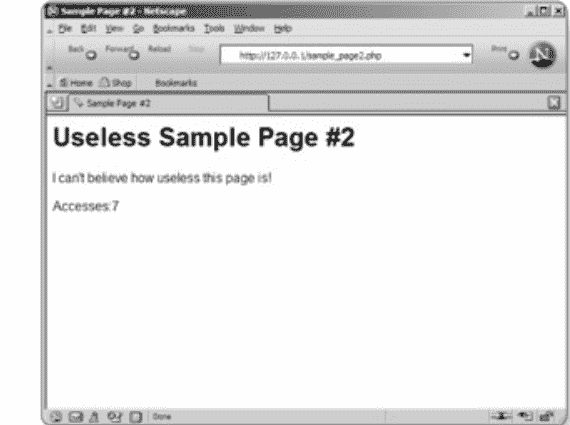 Sample Page #2 - Netscape
File Edit View Go Bookmarks Tools Window Help
Back Forward Reload Stop http://127.0.0.1/sample_page2.php Print N
Home Shop Bookmarks
Sample Page #2
Useless Sample Page #2
I can't believe how useless this page is!
Accesses:7
Done